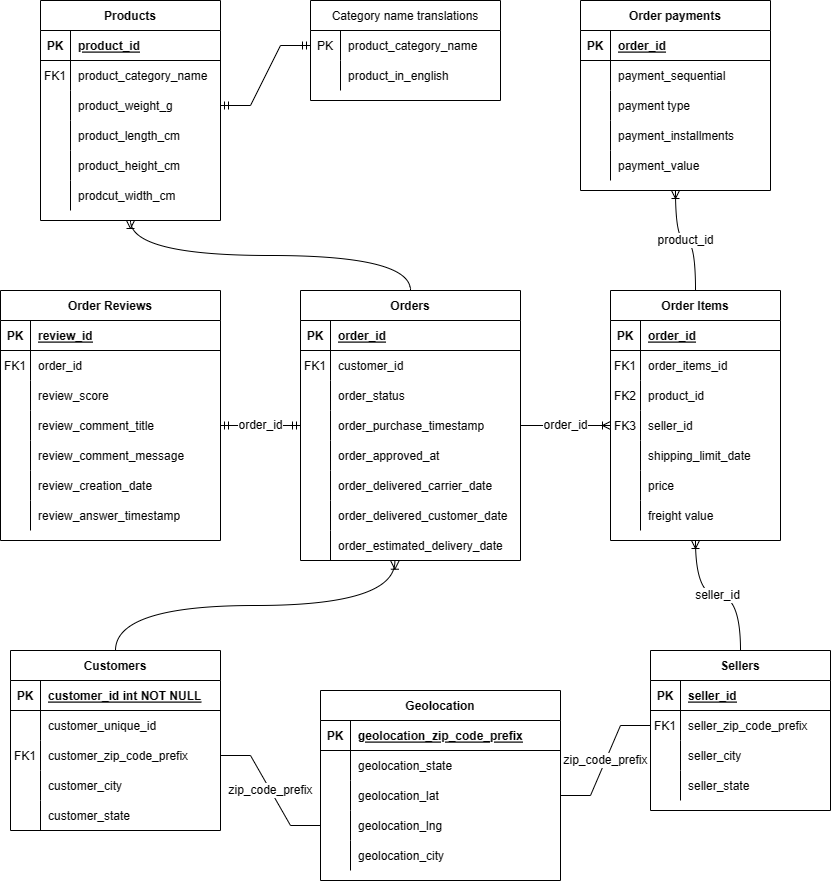 Products
PK product_id
FK1 product_category_name
product_weight_g
product_length_cm
product_height_cm
prodcut_width_cm
Category name translations
PK product_category_name
product_in_english
Order payments
PK order_id
payment_sequential
payment type
payment_installments
payment_value
product_id
Order Reviews
PK review_id
FK1 order_id
review_score
review_comment_title
review_comment_message
review_creation_date
review_answer_timestamp
order_id
Orders
PK order_id
FK1 customer_id
order_status
order_purchase_timestamp
order_approved_at
order_delivered_carrier_date
order_delivered_customer_date
order_estimated_delivery_date
order_id
Order Items
PK order_id
FK1 order_items_id
FK2 product_id
FK3 seller_id
shipping_limit_date
price
freight value
seller_id
Customers
PK customer_id int NOT NULL
customer_unique_id
FK1 customer_zip_code_prefix
customer_city
customer_state
zip_code_prefix
Geolocation
PK geolocation_zip_code_prefix
geolocation_state
geolocation_lat
geolocation_lng
geolocation_city
zip_code_prefix
Sellers
PK seller_id
FK1 seller_zip_code_prefix
seller_city
seller_state